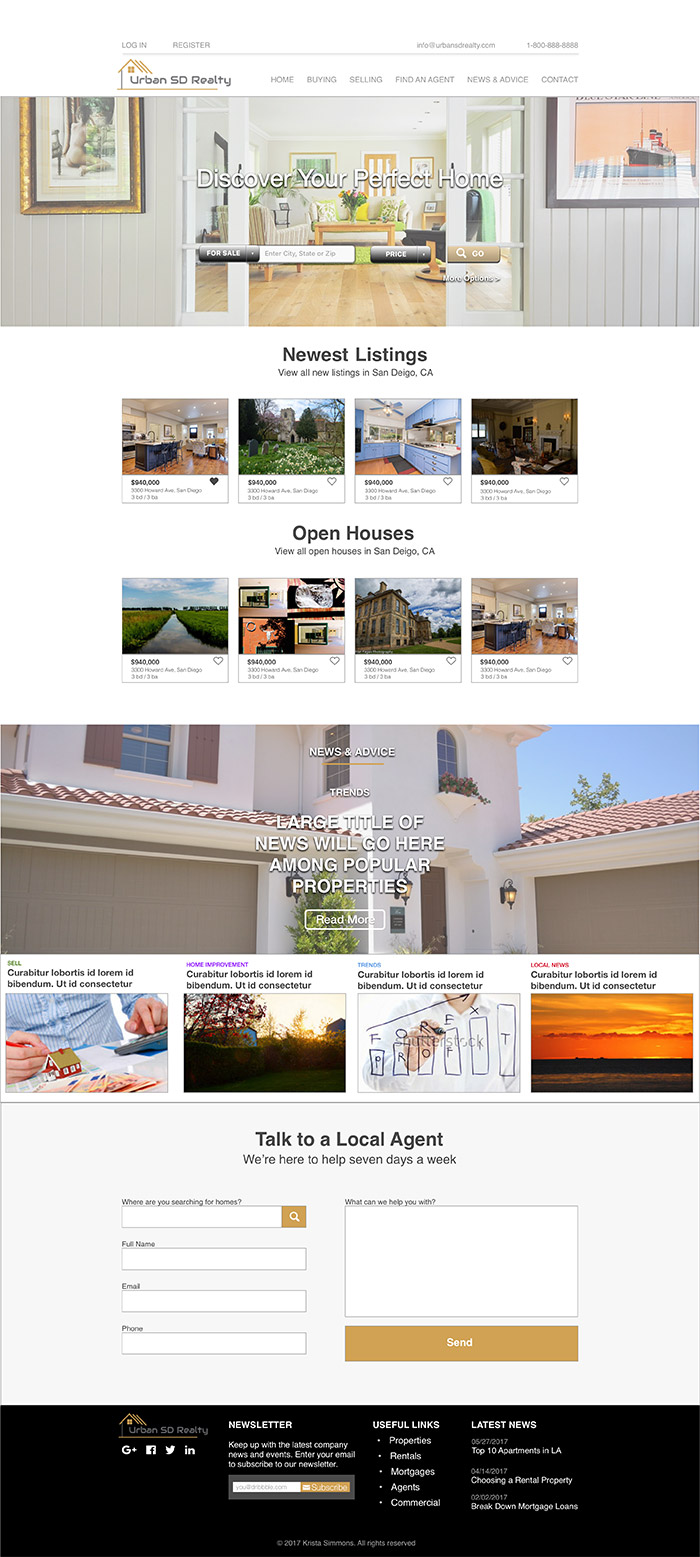 LOG IN REGISTER info@urbansdrealty.com 1-800-888-8888
Urban SD Realty
HOME BUYING SELLING FIND AN AGENT NEWS & ADVICE CONTACT
BLUE STAR LINE
Discover Your Perfect Home
FOR SALE Enter City, State or Zip PRICE GO
More Options >
Newest Listings
View all new listings in San Deigo, CA
$940,000 $940,000 $940,000 $940,000
3300 Howard Ave, San Diego 3300 Howard Ave, San Diego 3300 Howard Ave, San Diego 3300 Howard Ave, San Diego
3 bd / 3 ba 3 bd / 3 ba 3 bd / 3 ba 3 bd / 3 ba
Open Houses
View all open houses in San Deigo, CA
$940,000 $940,000 $940,000 $940,000
3300 Howard Ave, San Diego 3300 Howard Ave, San Diego 3300 Howard Ave, San Diego 3300 Howard Ave, San Diego
3 bd / 3 ba 3 bd / 3 ba 3 bd / 3 ba 3 bd / 3 ba
NEWS & ADVICE
TRENDS
LARGE TITLE OF
NEWS WILL GO HERE
AMONG POPULAR
PROPERTIES
Read More
SELL
Curabitur lobortis id lorem id
bibendum. Ut id consectetur
HOME IMPROVEMENT
Curabitur lobortis id lorem id
bibendum. Ut id consectetur
TRENDS
Curabitur lobortis id lorem id
bibendum. Ut id consectetur
FOREX
PROFIT
shutterstock
LOCAL NEWS
Curabitur lobortis id lorem id
bibendum. Ut id consectetur
Talk to a Local Agent
We're here to help seven days a week
Where are you searching for homes?
Full Name
Email
Phone
What can we help you with?
Send
Urban SD Realty
G+
NEWSLETTER
Keep up with the latest company
news and events. Enter your email
to subscribe to our newsletter.
you@dribbble.com Subscribe
USEFUL LINKS
• Properties
• Rentals
• Mortgages
• Agents
• Commercial
LATEST NEWS
05/27/2017
Top 10 Apartments in LA
04/14/2017
Choosing a Rental Property
02/02/2017
Break Down Mortgage Loans
© 2017 Krista Simmons. All rights reserved